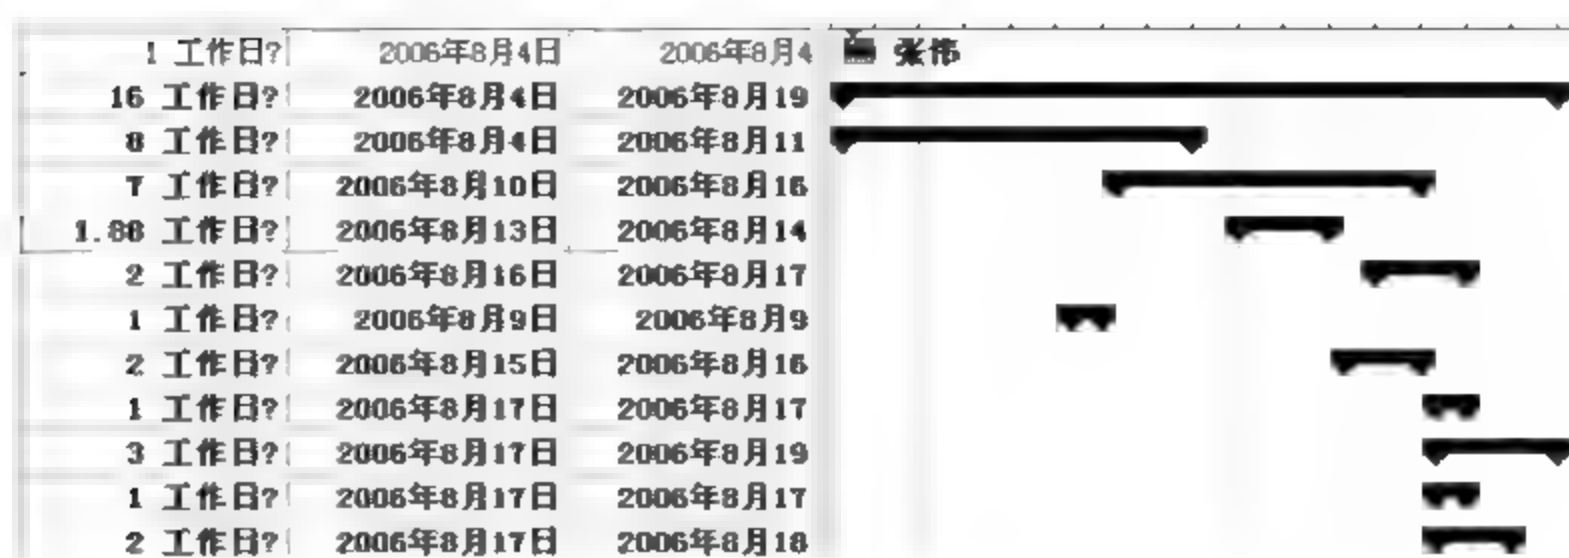 1 工作日? 2006年8月4日 2006年8月4 张伟
16 工作日? 2006年8月4日 2006年8月19
8 工作日? 2006年8月4日 2006年8月11
7 工作日? 2006年8月10日 2006年8月16
1.88 工作日? 2006年8月13日 2006年8月14
2 工作日? 2006年8月16日 2006年8月17
1 工作日? 2006年8月9日 2006年8月9
2 工作日? 2006年8月15日 2006年8月16
1 工作日? 2006年8月17日 2006年8月17
3 工作日? 2006年8月17日 2006年8月19
1 工作日? 2006年8月17日 2006年8月17
2 工作日? 2006年8月17日 2006年8月18